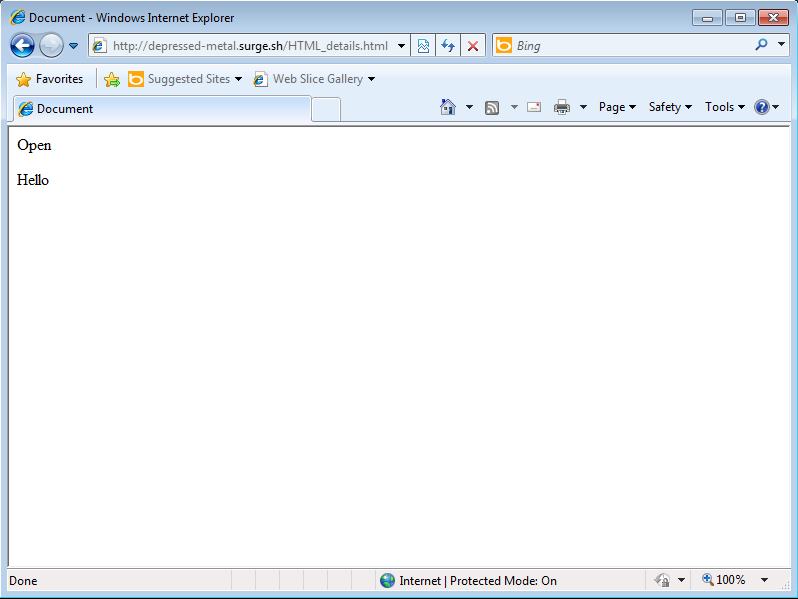 Document - Windows Internet Explorer
http://depressed-metal.surge.sh/HTML_details.html
Bing
Favorites
Suggested Sites
Web Slice Gallery
Document
Page
Safety
Tools
Open
Hello
Done
Internet | Protected Mode: On
100%